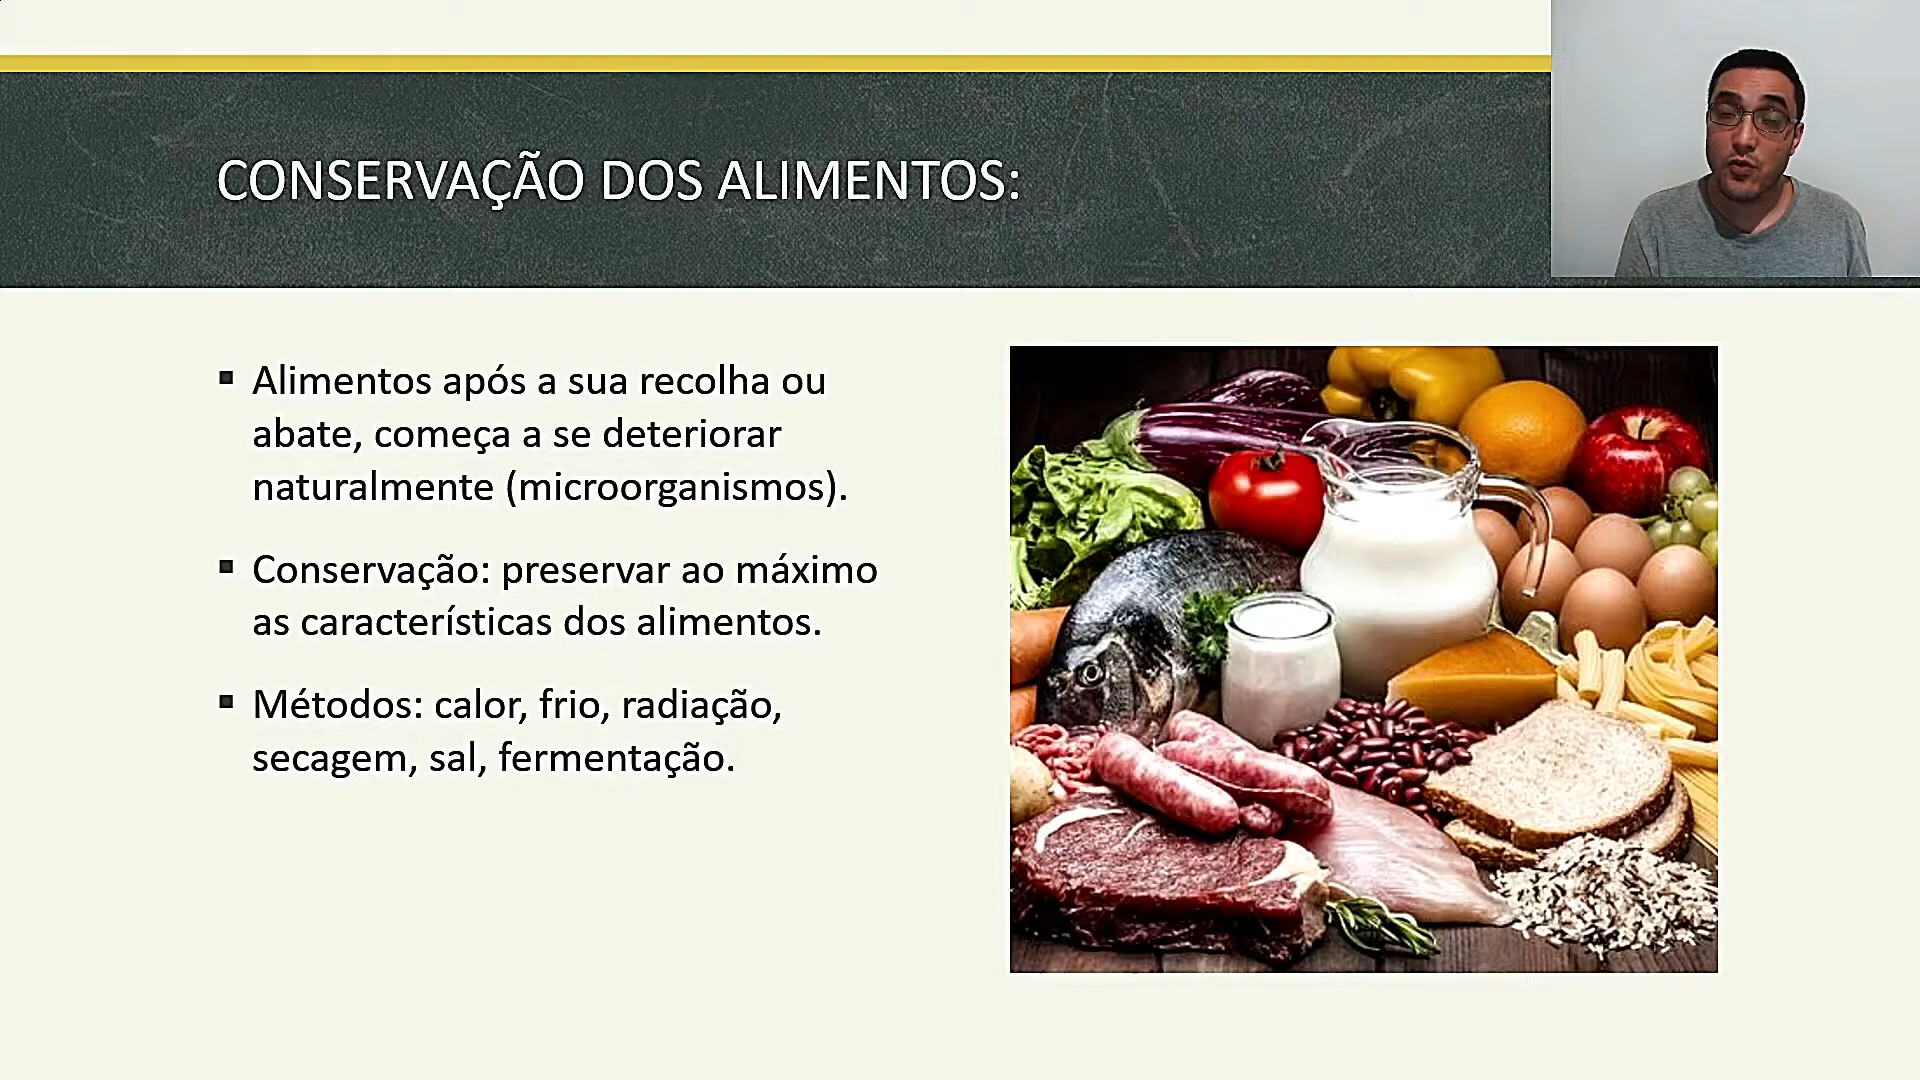 CONSERVAÇÃO DOS ALIMENTOS:
▪ Alimentos após a sua recolha ou
abate, começa a se deteriorar
naturalmente (microorganismos).
▪ Conservação: preservar ao máximo
as características dos alimentos.
▪ Métodos: calor, frio, radiação,
secagem, sal, fermentação.